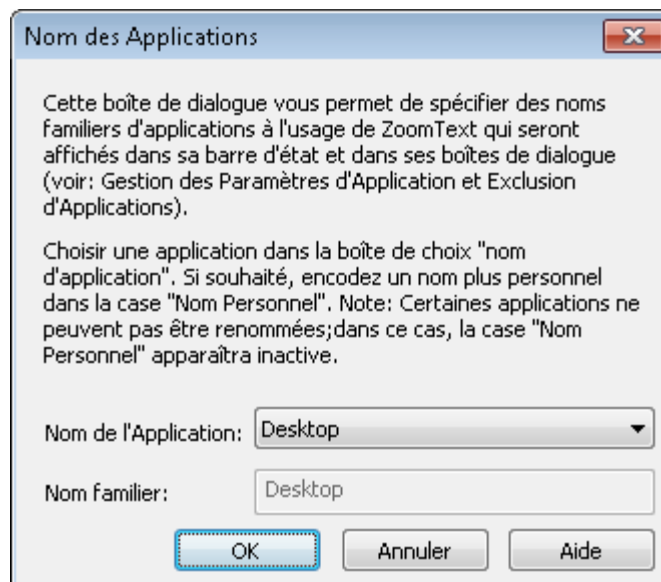 Nom des Applications
Cette boîte de dialogue vous permet de spécifier des noms
familiers d'applications à l'usage de ZoomText qui seront
affichés dans sa barre d'état et dans ses boîtes de dialogue
(voir: Gestion des Paramètres d'Application et Exclusion
d'Applications).
Choisir une application dans la boîte de choix "nom
d'application". Si souhaité, encodez un nom plus personnel
dans la case "Nom Personnel". Note: Certaines applications ne
peuvent pas être renommées;dans ce cas, la case "Nom
Personnel" apparaîtra inactive.
Nom de l'Application: Desktop
Nom familier: Desktop
OK Annuler Aide